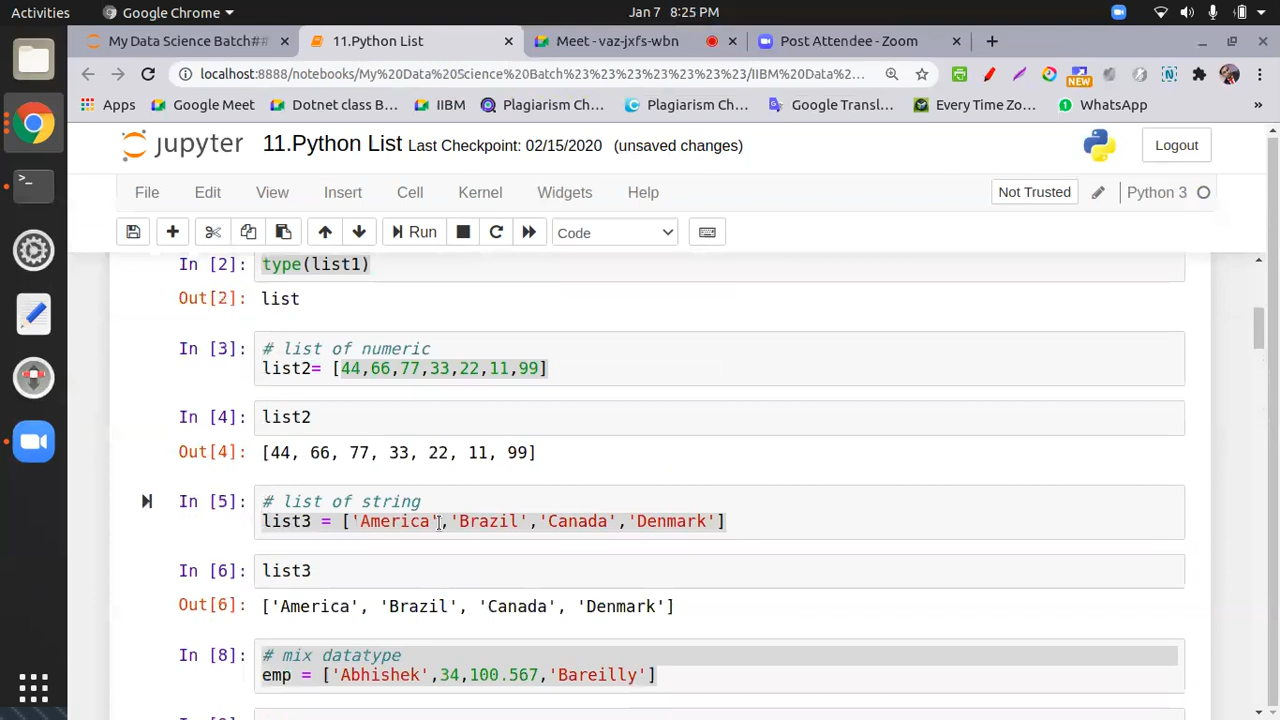 Activities Google Chrome Jan 7 8:25 PM
My Data Science Batch## 11.Python List Meet - vaz-jxfs-wbn Post Attendee - Zoom
localhost:8888/notebooks/My%20Data%20Science%20Batch%23%23%23%23%23%23/IIBM%20Data%2...
Apps Google Meet Dotnet class B... IIBM Plagiarism Ch... Plagiarism Ch... Google Transl... Every Time Zo... WhatsApp »
NEW
jupyter 11.Python List Last Checkpoint: 02/15/2020 (unsaved changes) Logout
File Edit View Insert Cell Kernel Widgets Help Not Trusted Python 3
Run Code
In [2]: type(list1)
Out[2]: list
In [3]: # list of numeric
list2= [44,66,77,33,22,11,99]
In [4]: list2
Out[4]: [44, 66, 77, 33, 22, 11, 99]
In [5]: # list of string
list3 = ['America','Brazil','Canada','Denmark']
In [6]: list3
Out[6]: ['America', 'Brazil', 'Canada', 'Denmark']
In [8]: # mix datatype
emp = ['Abhishek',34,100.567,'Bareilly']